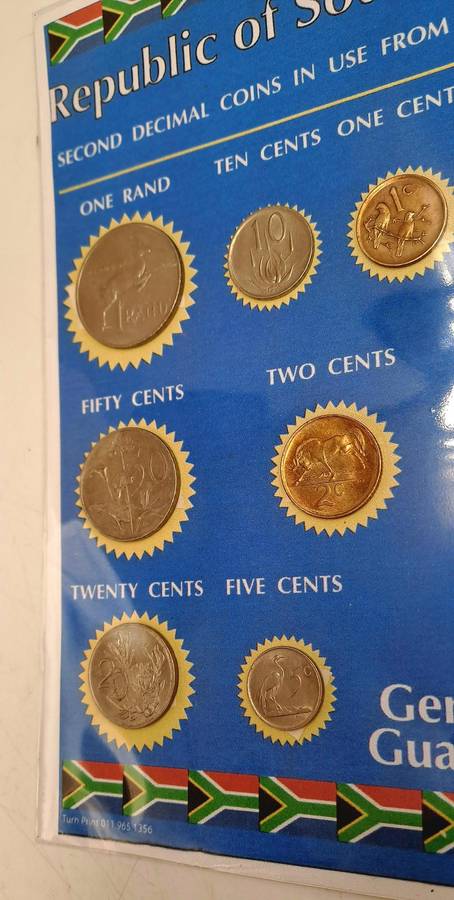 Republic of So
SECOND DECIMAL COINS IN USE FROM
ONE RAND TEN CENTS ONE CENT
1 RAND
10
1c
FIFTY CENTS TWO CENTS
50
2c
TWENTY CENTS FIVE CENTS
20
5c
Ge
Gua
Turn Print 011 965 1356